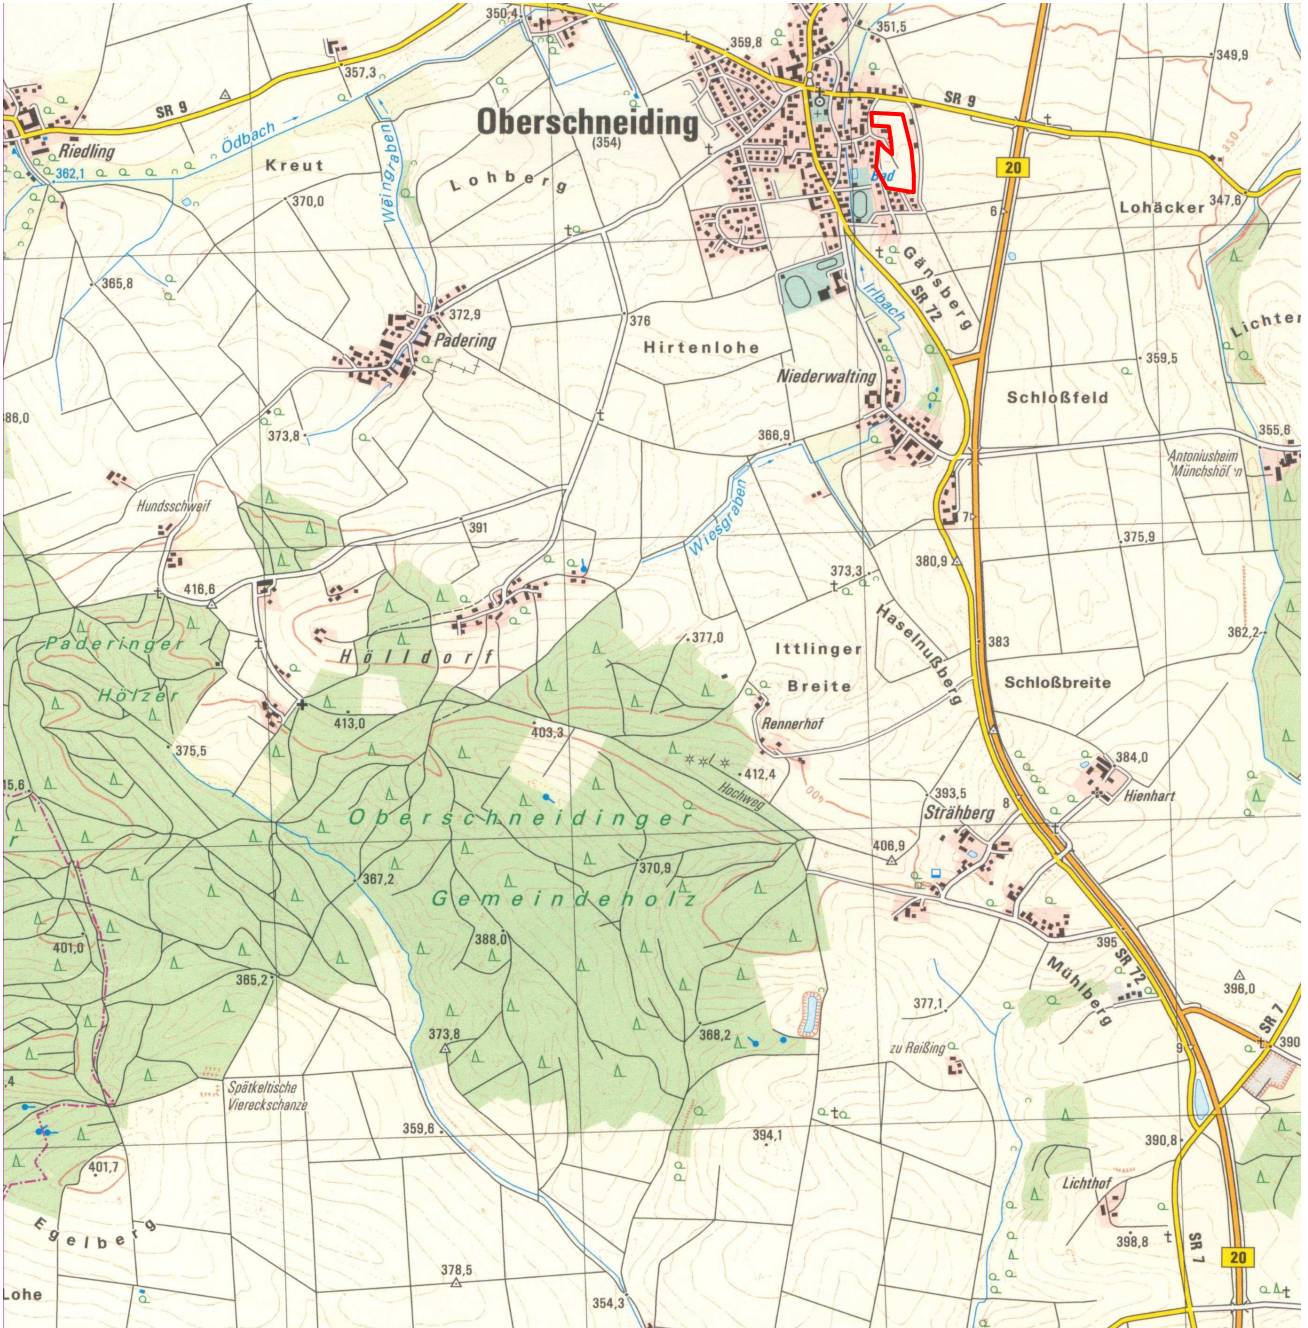 350,4
351,5
359,8
349,9
357,3
SR 9
SR 9
Oberschneiding
(354)
Ödbach
Riedling
362,1
Kreut
Weingraben
Lohberg
Bad
20
350
370,0
6
Lohäcker
347,6
365,8
Gänsberg
SR 72
Irlbach
372,9
376
Padering
Hirtenlohe
Lichter
359,5
Niederwalting
Schloßfeld
86,0
373,8
366,9
355,6
Antoniusheim
Münchshöf'n
Hundsschweif
391
Wiesgraben
7
375,9
380,9
373,3
416,6
Haselnußberg
Paderinger
Hölzer
Hölldorf
377,0
Ittlinger
Breite
383
362,2
Schloßbreite
413,0
403,3
Rennerhof
375,5
412,4
Hochweg
400
384,0
Hienhart
15,6
393,5
8
Strähberg
r
Oberschneidinger
Gemeindeholz
406,9
370,9
367,2
401,0
388,0
395
SR 72
365,2
Mühlberg
396,0
377,1
SR 7
373,8
368,2
zu Reißing
9
390
,4
Spätkeltische
Viereckschanze
359,6
394,1
390,8
401,7
Lichthof
Egelberg
398,8
SR 7
20
378,5
Lohe
354,3